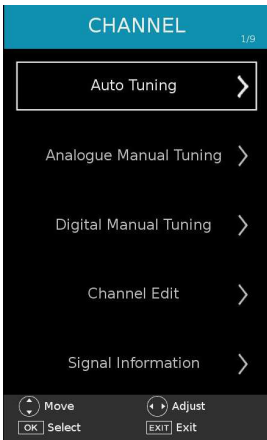 CHANNEL
1/9
Auto Tuning
Analogue Manual Tuning
Digital Manual Tuning
Channel Edit
Signal Information
Move Adjust
OK Select EXIT Exit